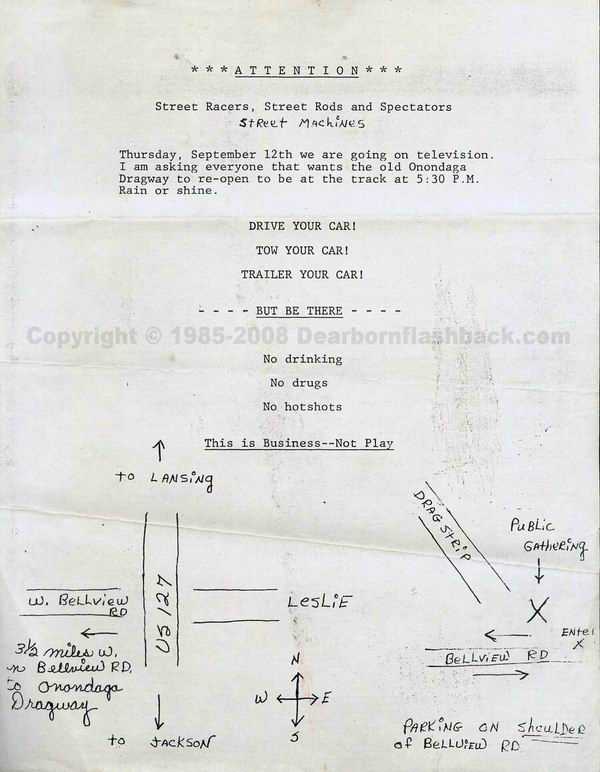 * * * A T T E N T I O N * * *
Street Racers, Street Rods and Spectators
Street Machines
Thursday, September 12th we are going on television.
I am asking everyone that wants the old Onondaga
Dragway to re-open to be at the track at 5:30 P.M.
Rain or shine.
DRIVE YOUR CAR!
TOW YOUR CAR!
TRAILER YOUR CAR!
- - - - BUT BE THERE - - - -
Copyright © 1985-2008 Dearbornflashback.com
No drinking
No drugs
No hotshots
This is Business--Not Play
to LANSING
US 127
W. BELLVIEW
RD
LESLIE
3½ miles W.
on Bellview RD.
to Onondaga
Dragway
to JACKSON
N
W E
S
DRAG STRIP
PUBLIC
GATHERING
X
ENTER
X
BELLVIEW RD
PARKING ON SHOULDER
of BELLVIEW RD